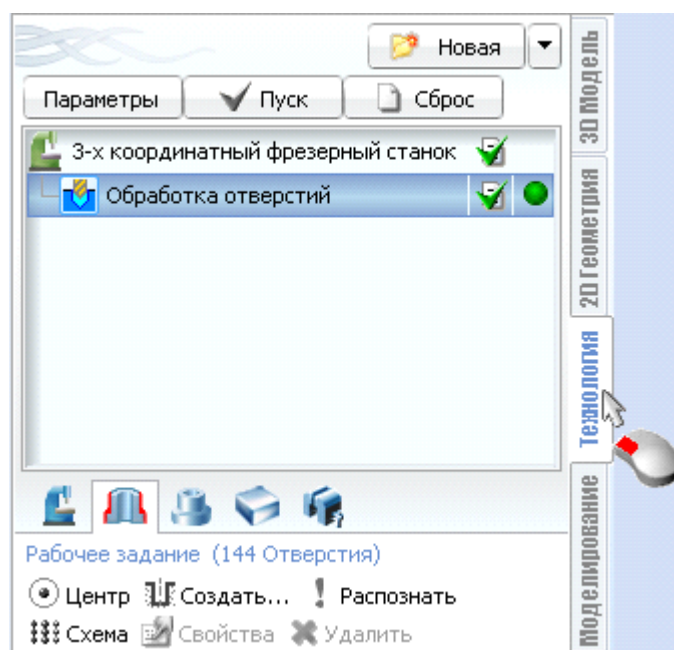 Новая
Параметры Пуск Сброс
3-х координатный фрезерный станок
Обработка отверстий
Рабочее задание (144 Отверстия)
Центр Создать... Распознать
Схема Свойства Удалить
3D Модель
2D Геометрия
Технология
Моделирование